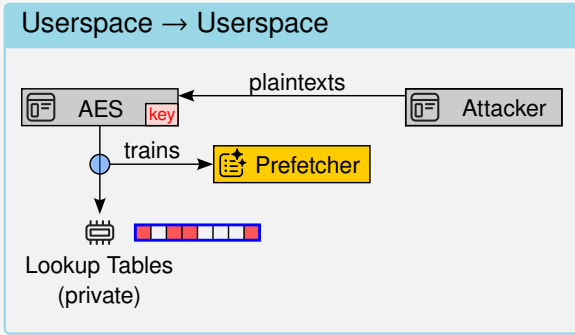 Userspace → Userspace
plaintexts
AES
key
Attacker
trains
Prefetcher
Lookup Tables
(private)